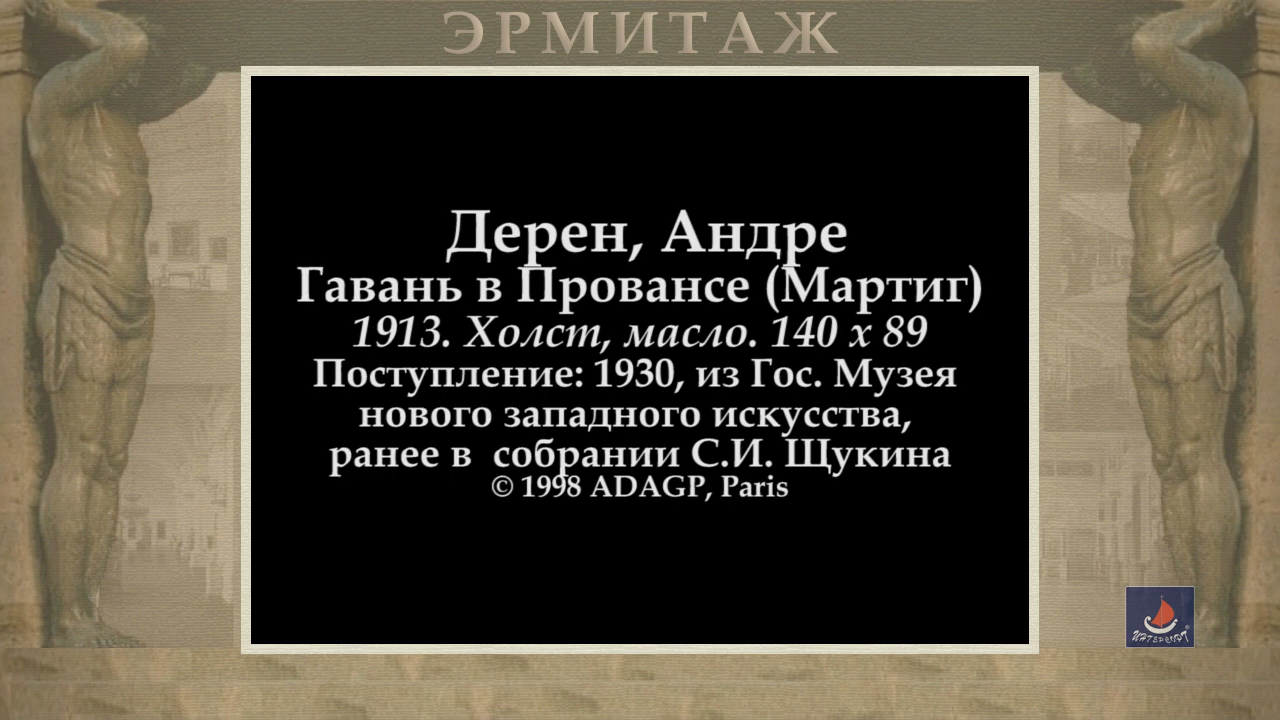 ЭРМИТАЖ
Дерен, Андре
Гавань в Провансе (Мартиг)
1913. Холст, масло. 140 x 89
Поступление: 1930, из Гос. Музея
нового западного искусства,
ранее в собрании С.И. Щукина
© 1998 ADAGP, Paris
ИНТЕРСОФТ®